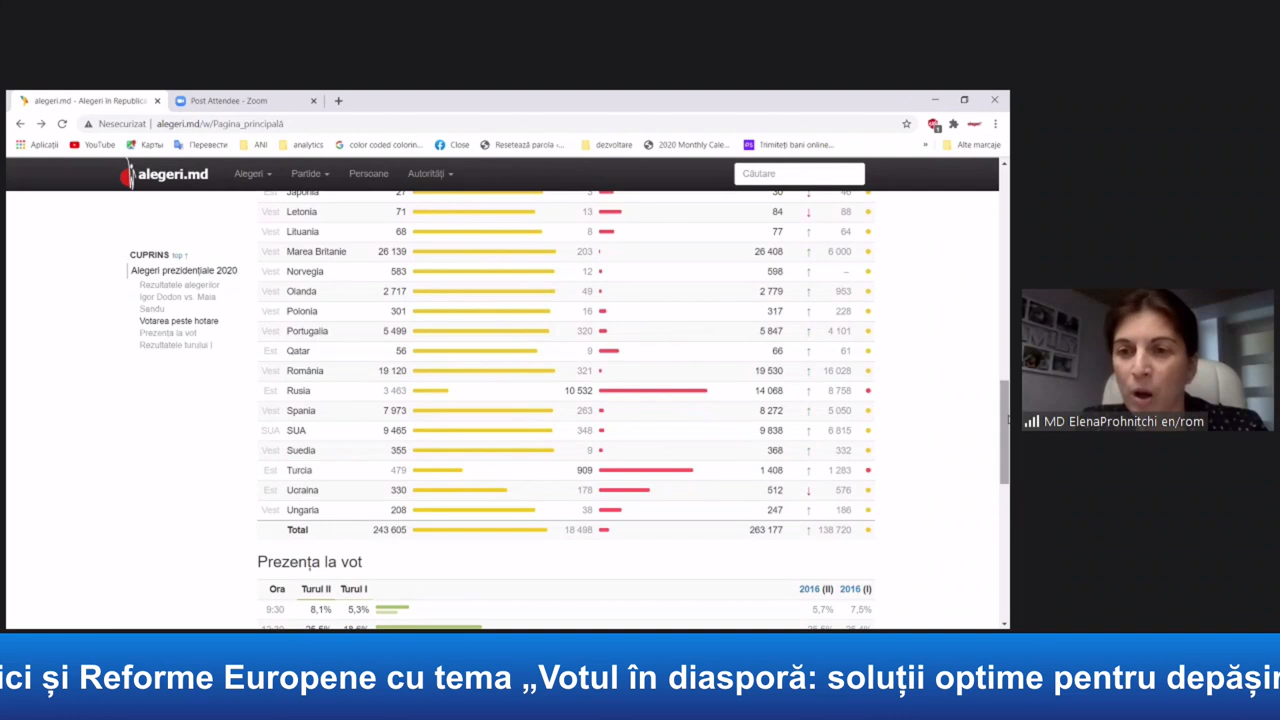 alegeri.md - Alegeri în Republica
Post Attendee - Zoom
Nesecurizat | alegeri.md/w/Pagina_principală
Aplicații YouTube Карты Перевести ANI analytics color coded colorin... Close Resetează parola -... dezvoltare 2020 Monthly Cale... Trimiteți bani online... » Alte marcaje
alegeri.md Alegeri Partide Persoane Autorități Căutare
CUPRINS top ↑
Alegeri prezidențiale 2020
Rezultatele alegerilor
Igor Dodon vs. Maia
Sandu
Votarea peste hotare
Prezența la vot
Rezultatele turului I
Est Japonia 27 3 30 ↓ 46
Vest Letonia 71 13 84 ↓ 88
Vest Lituania 68 8 77 ↑ 64
Vest Marea Britanie 26 139 203 26 408 ↑ 6 000
Vest Norvegia 583 12 598 ↑ –
Vest Olanda 2 717 49 2 779 ↑ 953
Vest Polonia 301 16 317 ↑ 228
Vest Portugalia 5 499 320 5 847 ↑ 4 101
Est Qatar 56 9 66 ↑ 61
Vest România 19 120 321 19 530 ↑ 16 028
Est Rusia 3 463 10 532 14 068 ↑ 8 758
Vest Spania 7 973 263 8 272 ↑ 5 050
SUA SUA 9 465 348 9 838 ↑ 6 815
Vest Suedia 355 9 368 ↑ 332
Est Turcia 479 909 1 408 ↑ 1 283
Est Ucraina 330 178 512 ↓ 576
Vest Ungaria 208 38 247 ↑ 186
Total 243 605 18 498 263 177 ↑ 138 720
Prezența la vot
Ora Turul II Turul I 2016 (II) 2016 (I)
9:30 8,1% 5,3% 5,7% 7,5%
MD ElenaProhnitchi en/rom
ici și Reforme Europene cu tema „Votul în diasporă: soluții optime pentru depășir